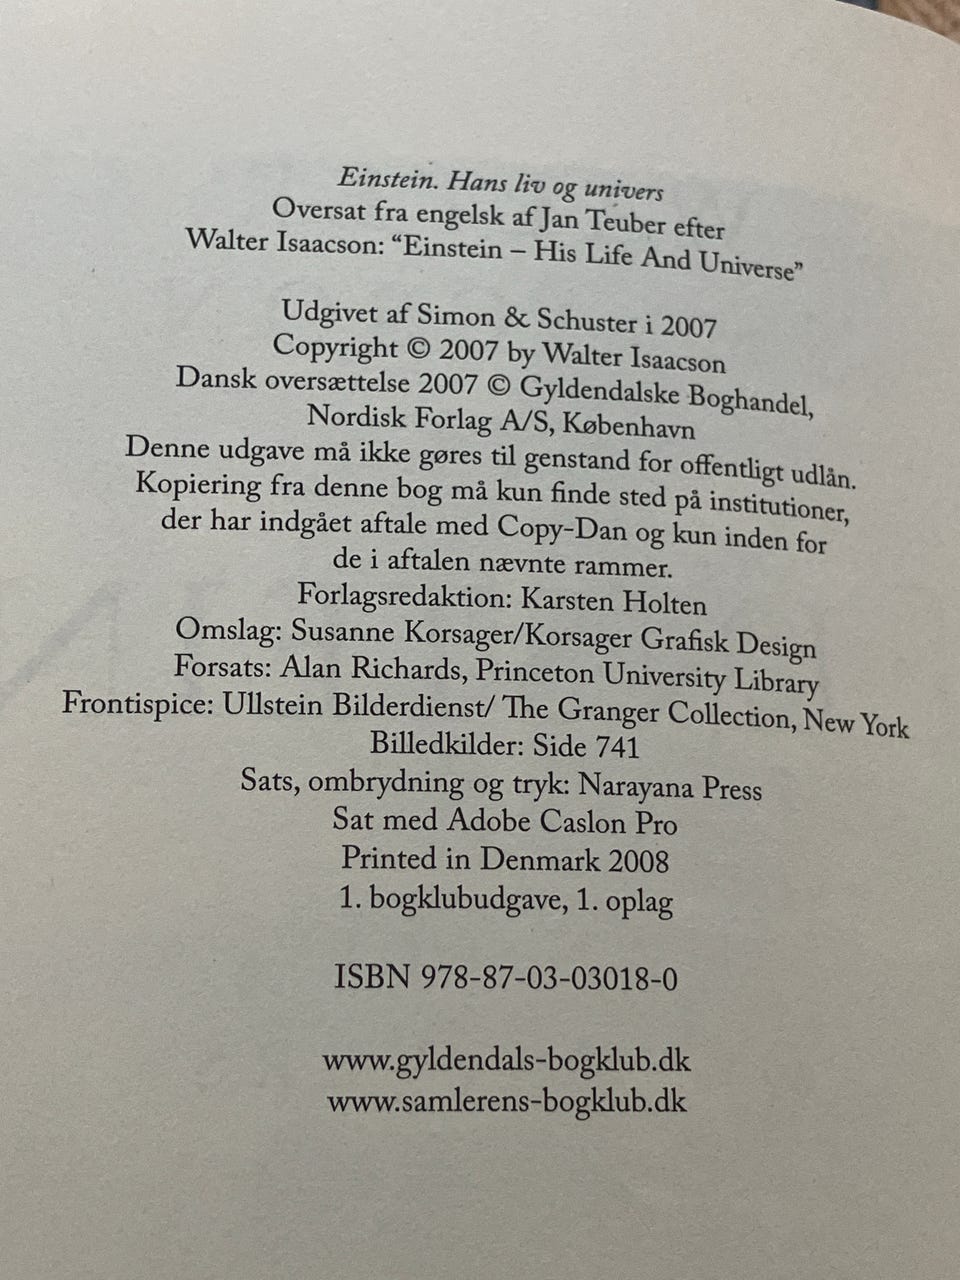 Einstein. Hans liv og univers
Oversat fra engelsk af Jan Teuber efter
Walter Isaacson: “Einstein – His Life And Universe”
Udgivet af Simon & Schuster i 2007
Copyright © 2007 by Walter Isaacson
Dansk oversættelse 2007 © Gyldendalske Boghandel,
Nordisk Forlag A/S, København
Denne udgave må ikke gøres til genstand for offentligt udlån.
Kopiering fra denne bog må kun finde sted på institutioner,
der har indgået aftale med Copy-Dan og kun inden for
de i aftalen nævnte rammer.
Forlagsredaktion: Karsten Holten
Omslag: Susanne Korsager/Korsager Grafisk Design
Forsats: Alan Richards, Princeton University Library
Frontispice: Ullstein Bilderdienst/ The Granger Collection, New York
Billedkilder: Side 741
Sats, ombrydning og tryk: Narayana Press
Sat med Adobe Caslon Pro
Printed in Denmark 2008
1. bogklubudgave, 1. oplag
ISBN 978-87-03-03018-0
www.gyldendals-bogklub.dk
www.samlerens-bogklub.dk